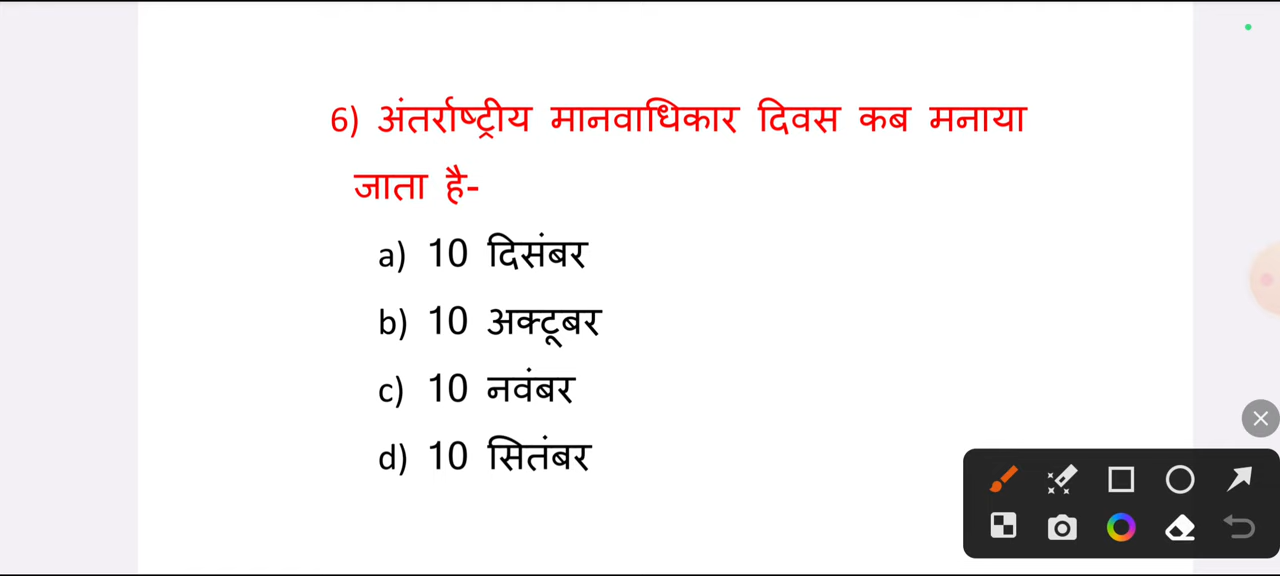 6) अंतर्राष्ट्रीय मानवाधिकार दिवस कब मनाया
जाता है-
a) 10 दिसंबर
b) 10 अक्टूबर
c) 10 नवंबर
d) 10 सितंबर